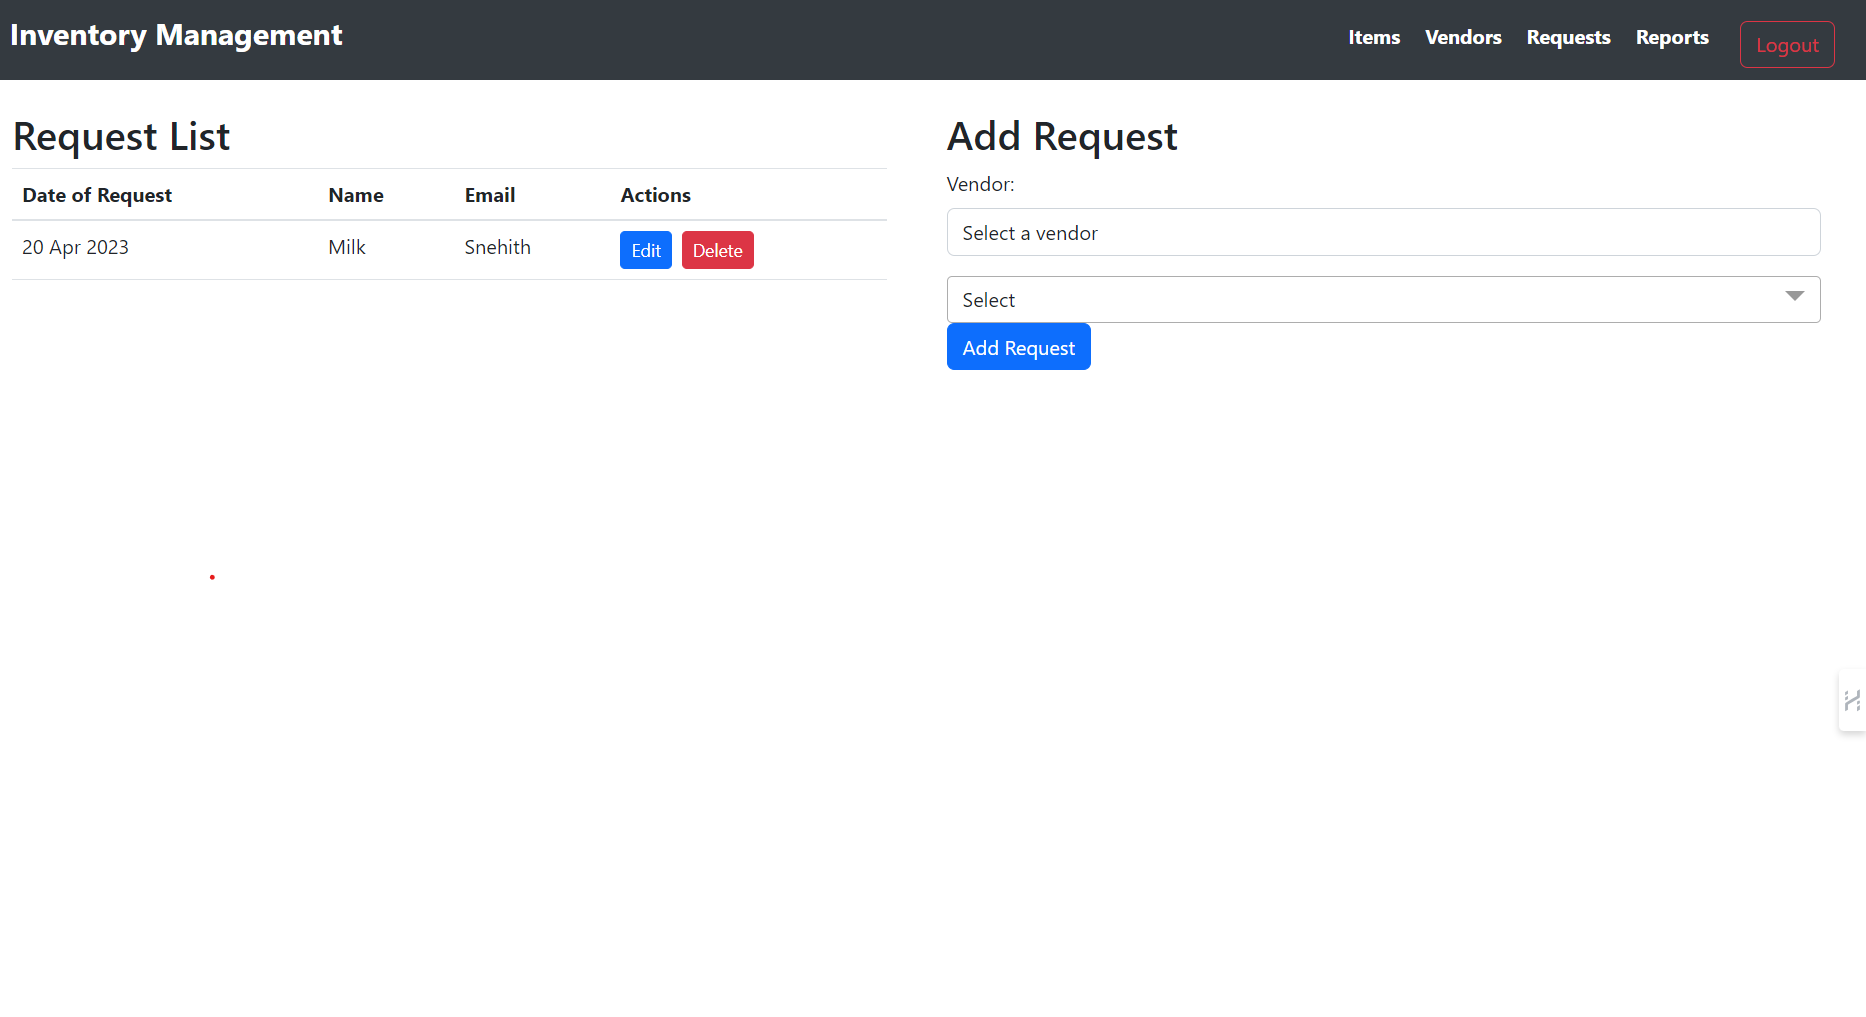 Inventory Management
Items Vendors Requests Reports Logout
Request List
Date of Request Name Email Actions
20 Apr 2023 Milk Snehith Edit Delete
Add Request
Vendor:
Select a vendor
Select
Add Request